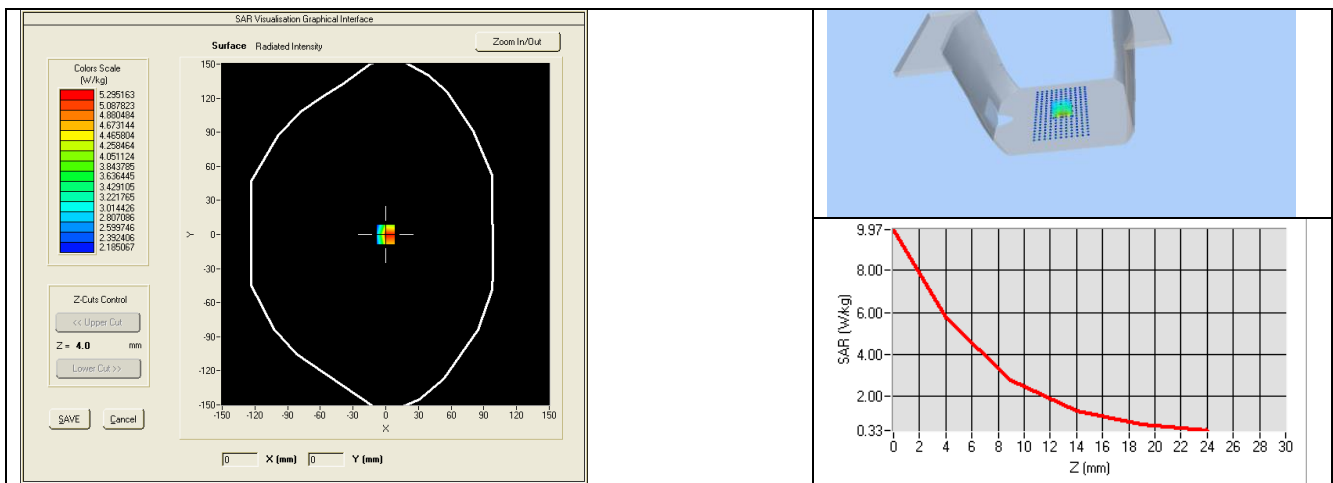 SAR Visualisation Graphical Interface
Surface Radiated Intensity
Zoom In/Out
Colors Scale
(W/kg)
5.295163
5.087823
4.880484
4.673144
4.465804
4.258464
4.051124
3.843785
3.636445
3.429105
3.221765
3.014426
2.807086
2.599746
2.392406
2.185067
Z-Cuts Control
<< Upper Cut
Z = 4.0 mm
Lower Cut >>
SAVE Cancel
150
120
90
60
30
0
-30
-60
-90
-120
-150
Y
-150 -120 -90 -60 -30 0 30 60 90 120 150
X
0 X (mm) 0 Y (mm)
9.97
8.00
6.00
4.00
2.00
0.33
SAR (W/kg)
0 2 4 6 8 10 12 14 16 18 20 22 24 26 28 30
Z (mm)